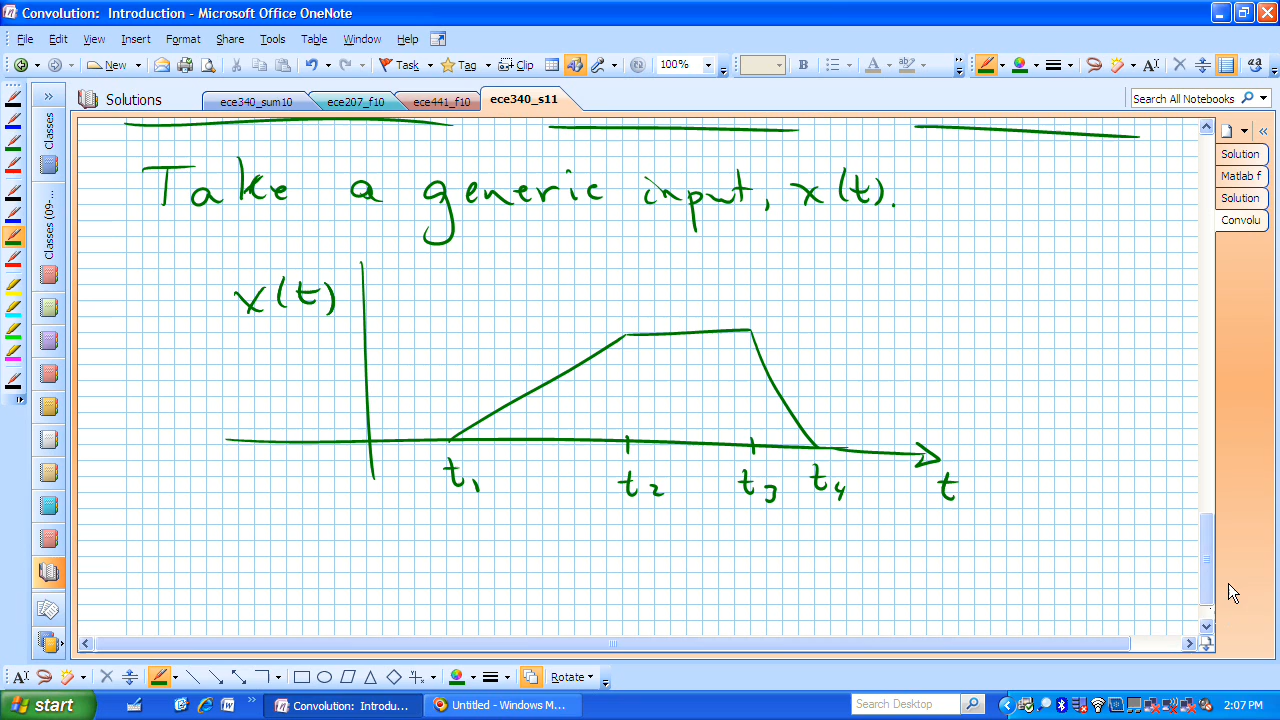 Convolution: Introduction - Microsoft Office OneNote
File Edit View Insert Format Share Tools Table Window Help
New Task Tag Clip 100%
Solutions ece340_sum10 ece207_f10 ece441_f10 ece340_s11 Search All Notebooks
Classes
Classes (09-...
Solution
Matlab f
Solution
Convolu
Take a generic input, x(t).
x(t)
t1 t2 t3 t4 t
Rotate
start Convolution: Introdu... Untitled - Windows M... Search Desktop 2:07 PM